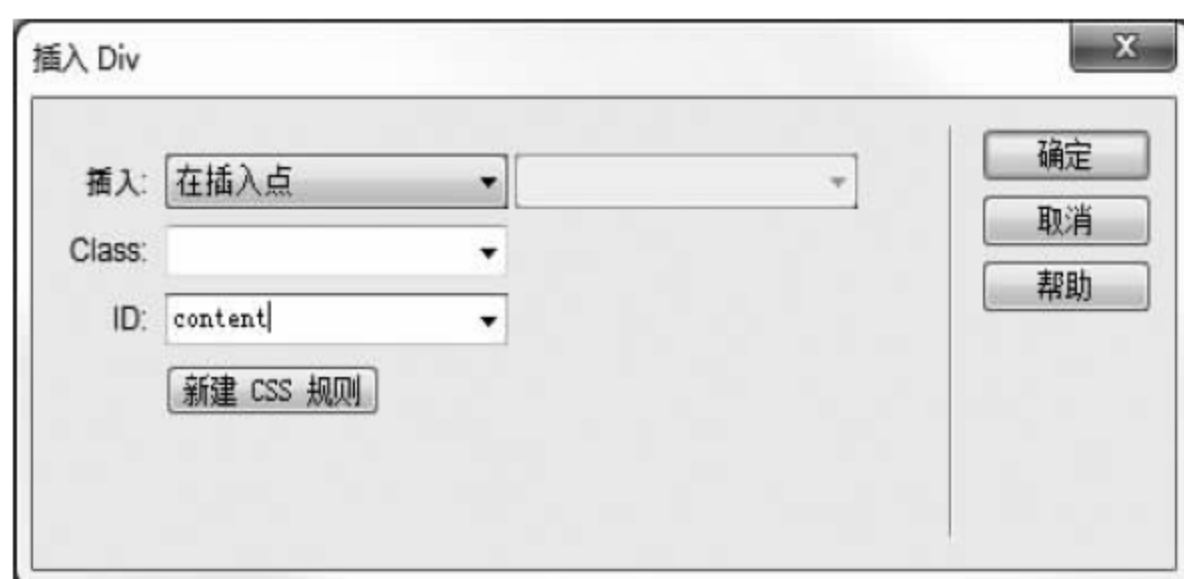 插入 Div
插入: 在插入点
Class:
ID: content
新建 CSS 规则
确定
取消
帮助